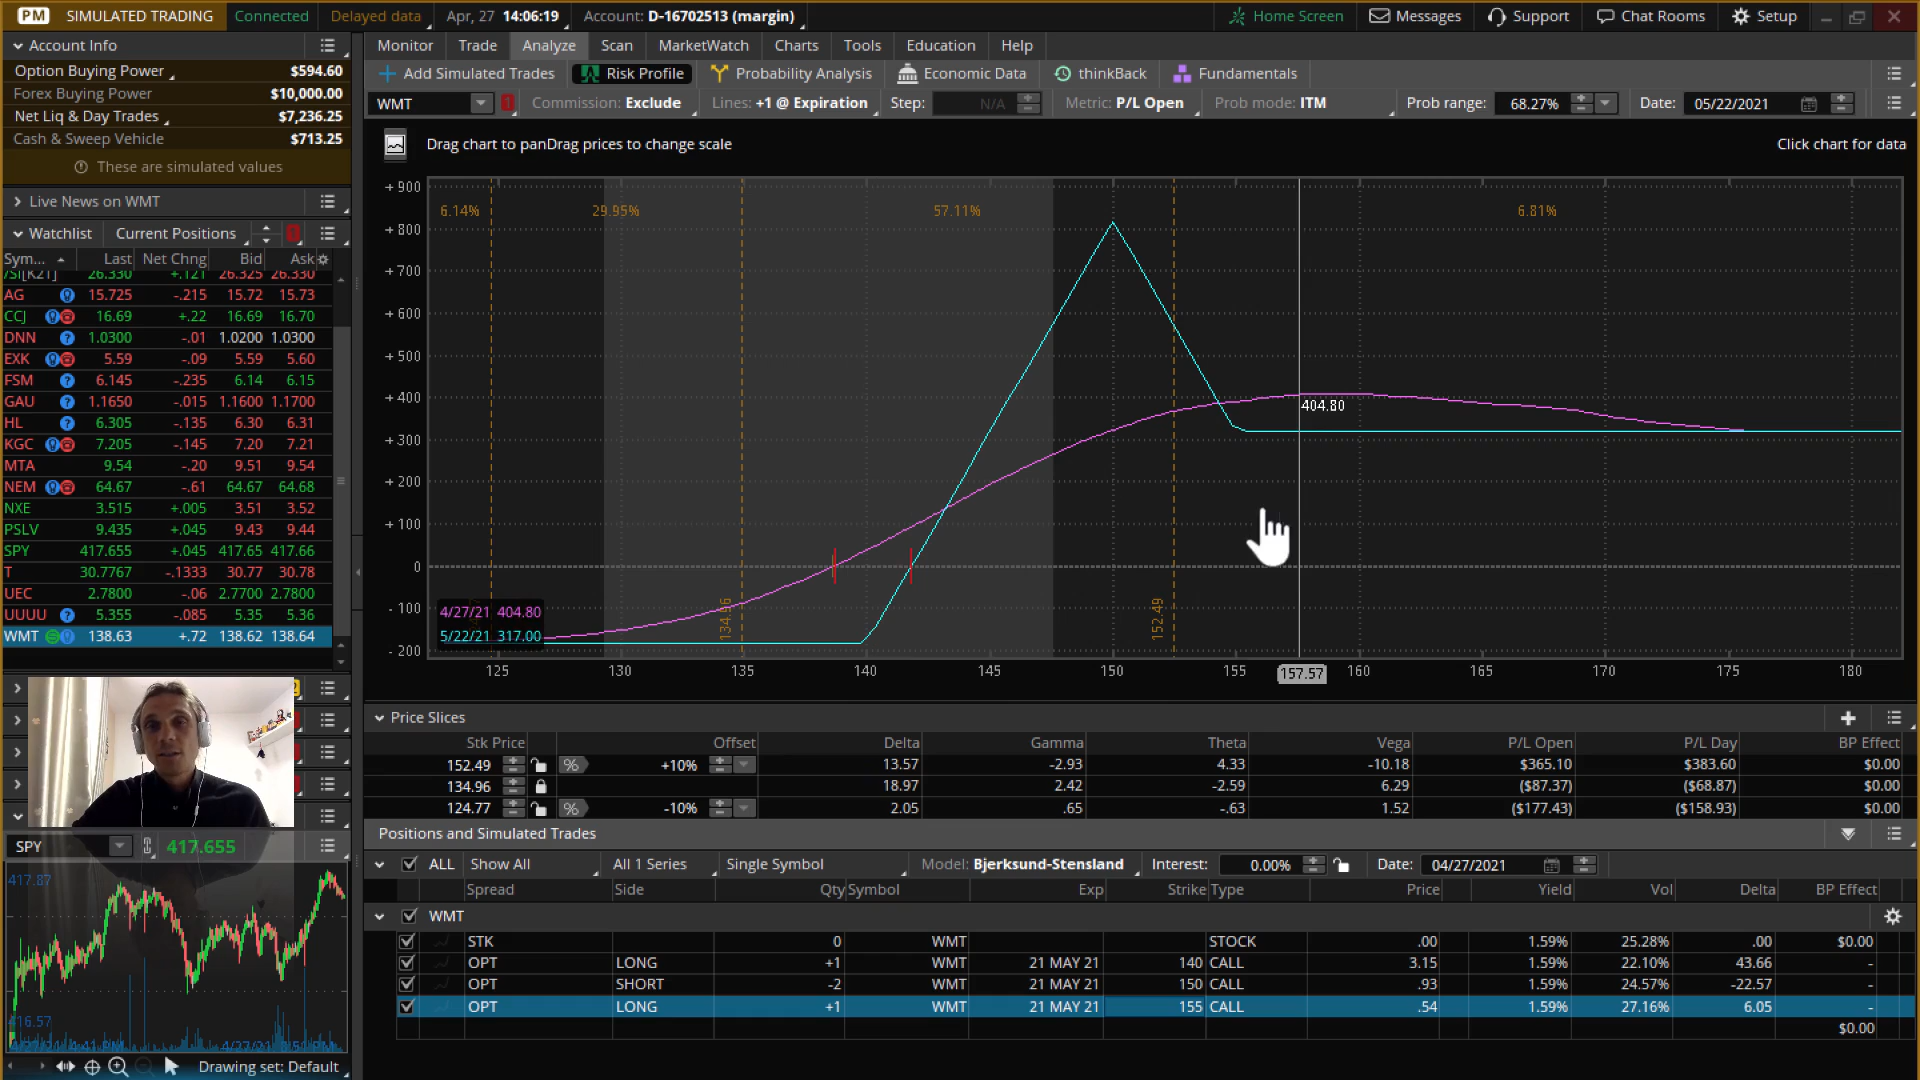 PM SIMULATED TRADING Connected Delayed data Apr, 27 14:06:19 Account: D-16702513 (margin) Home Screen Messages Support Chat Rooms Setup
Account Info
Option Buying Power $594.60
Forex Buying Power $10,000.00
Net Liq & Day Trades $7,236.25
Cash & Sweep Vehicle $713.25
These are simulated values
Live News on WMT
Watchlist Current Positions 1
Sym... Last Net Chng Bid Ask
/SI[K21] 26.330 +.121 26.325 26.330
AG 15.725 -.215 15.72 15.73
CCJ 16.69 +.22 16.69 16.70
DNN 1.0300 -.01 1.0200 1.0300
EXK 5.59 -.09 5.59 5.60
FSM 6.145 -.235 6.14 6.15
GAU 1.1650 -.015 1.1600 1.1700
HL 6.305 -.135 6.30 6.31
KGC 7.205 -.145 7.20 7.21
MTA 9.54 -.20 9.51 9.54
NEM 64.67 -.61 64.67 64.68
NXE 3.515 +.005 3.51 3.52
PSLV 9.435 +.045 9.43 9.44
SPY 417.655 +.045 417.65 417.66
T 30.7767 -.1333 30.77 30.78
UEC 2.7800 -.06 2.7700 2.7800
UUUU 5.355 -.085 5.35 5.36
WMT 138.63 +.72 138.62 138.64
SPY 417.655
417.87
416.57
Drawing set: Default
Monitor Trade Analyze Scan MarketWatch Charts Tools Education Help
Add Simulated Trades Risk Profile Probability Analysis Economic Data thinkBack Fundamentals
WMT 1 Commission: Exclude Lines: +1 @ Expiration Step: N/A Metric: P/L Open Prob mode: ITM Prob range: 68.27% Date: 05/22/2021
Drag chart to panDrag prices to change scale Click chart for data
+ 900
6.14% 29.95% 57.11% 6.81%
+ 800
+ 700
+ 600
+ 500
+ 400
404.80
+ 300
+ 200
+ 100
0
- 100
4/27/21 404.80
134.96 152.49
5/22/21 317.00
- 200
125 130 135 140 145 150 155 157.57 160 165 170 175 180
Price Slices
Stk Price Offset Delta Gamma Theta Vega P/L Open P/L Day BP Effect
152.49 % +10% 13.57 -2.93 4.33 -10.18 $365.10 $383.60 $0.00
134.96 18.97 2.42 -2.59 6.29 ($87.37) ($68.87) $0.00
124.77 % -10% 2.05 .65 -.63 1.52 ($177.43) ($158.93) $0.00
Positions and Simulated Trades
ALL Show All All 1 Series Single Symbol Model: Bjerksund-Stensland Interest: 0.00% Date: 04/27/2021
Spread Side Qty Symbol Exp Strike Type Price Yield Vol Delta BP Effect
WMT
STK 0 WMT STOCK .00 1.59% 25.28% .00 $0.00
OPT LONG +1 WMT 21 MAY 21 140 CALL 3.15 1.59% 22.10% 43.66 -
OPT SHORT -2 WMT 21 MAY 21 150 CALL .93 1.59% 24.57% -22.57 -
OPT LONG +1 WMT 21 MAY 21 155 CALL .54 1.59% 27.16% 6.05 -
$0.00